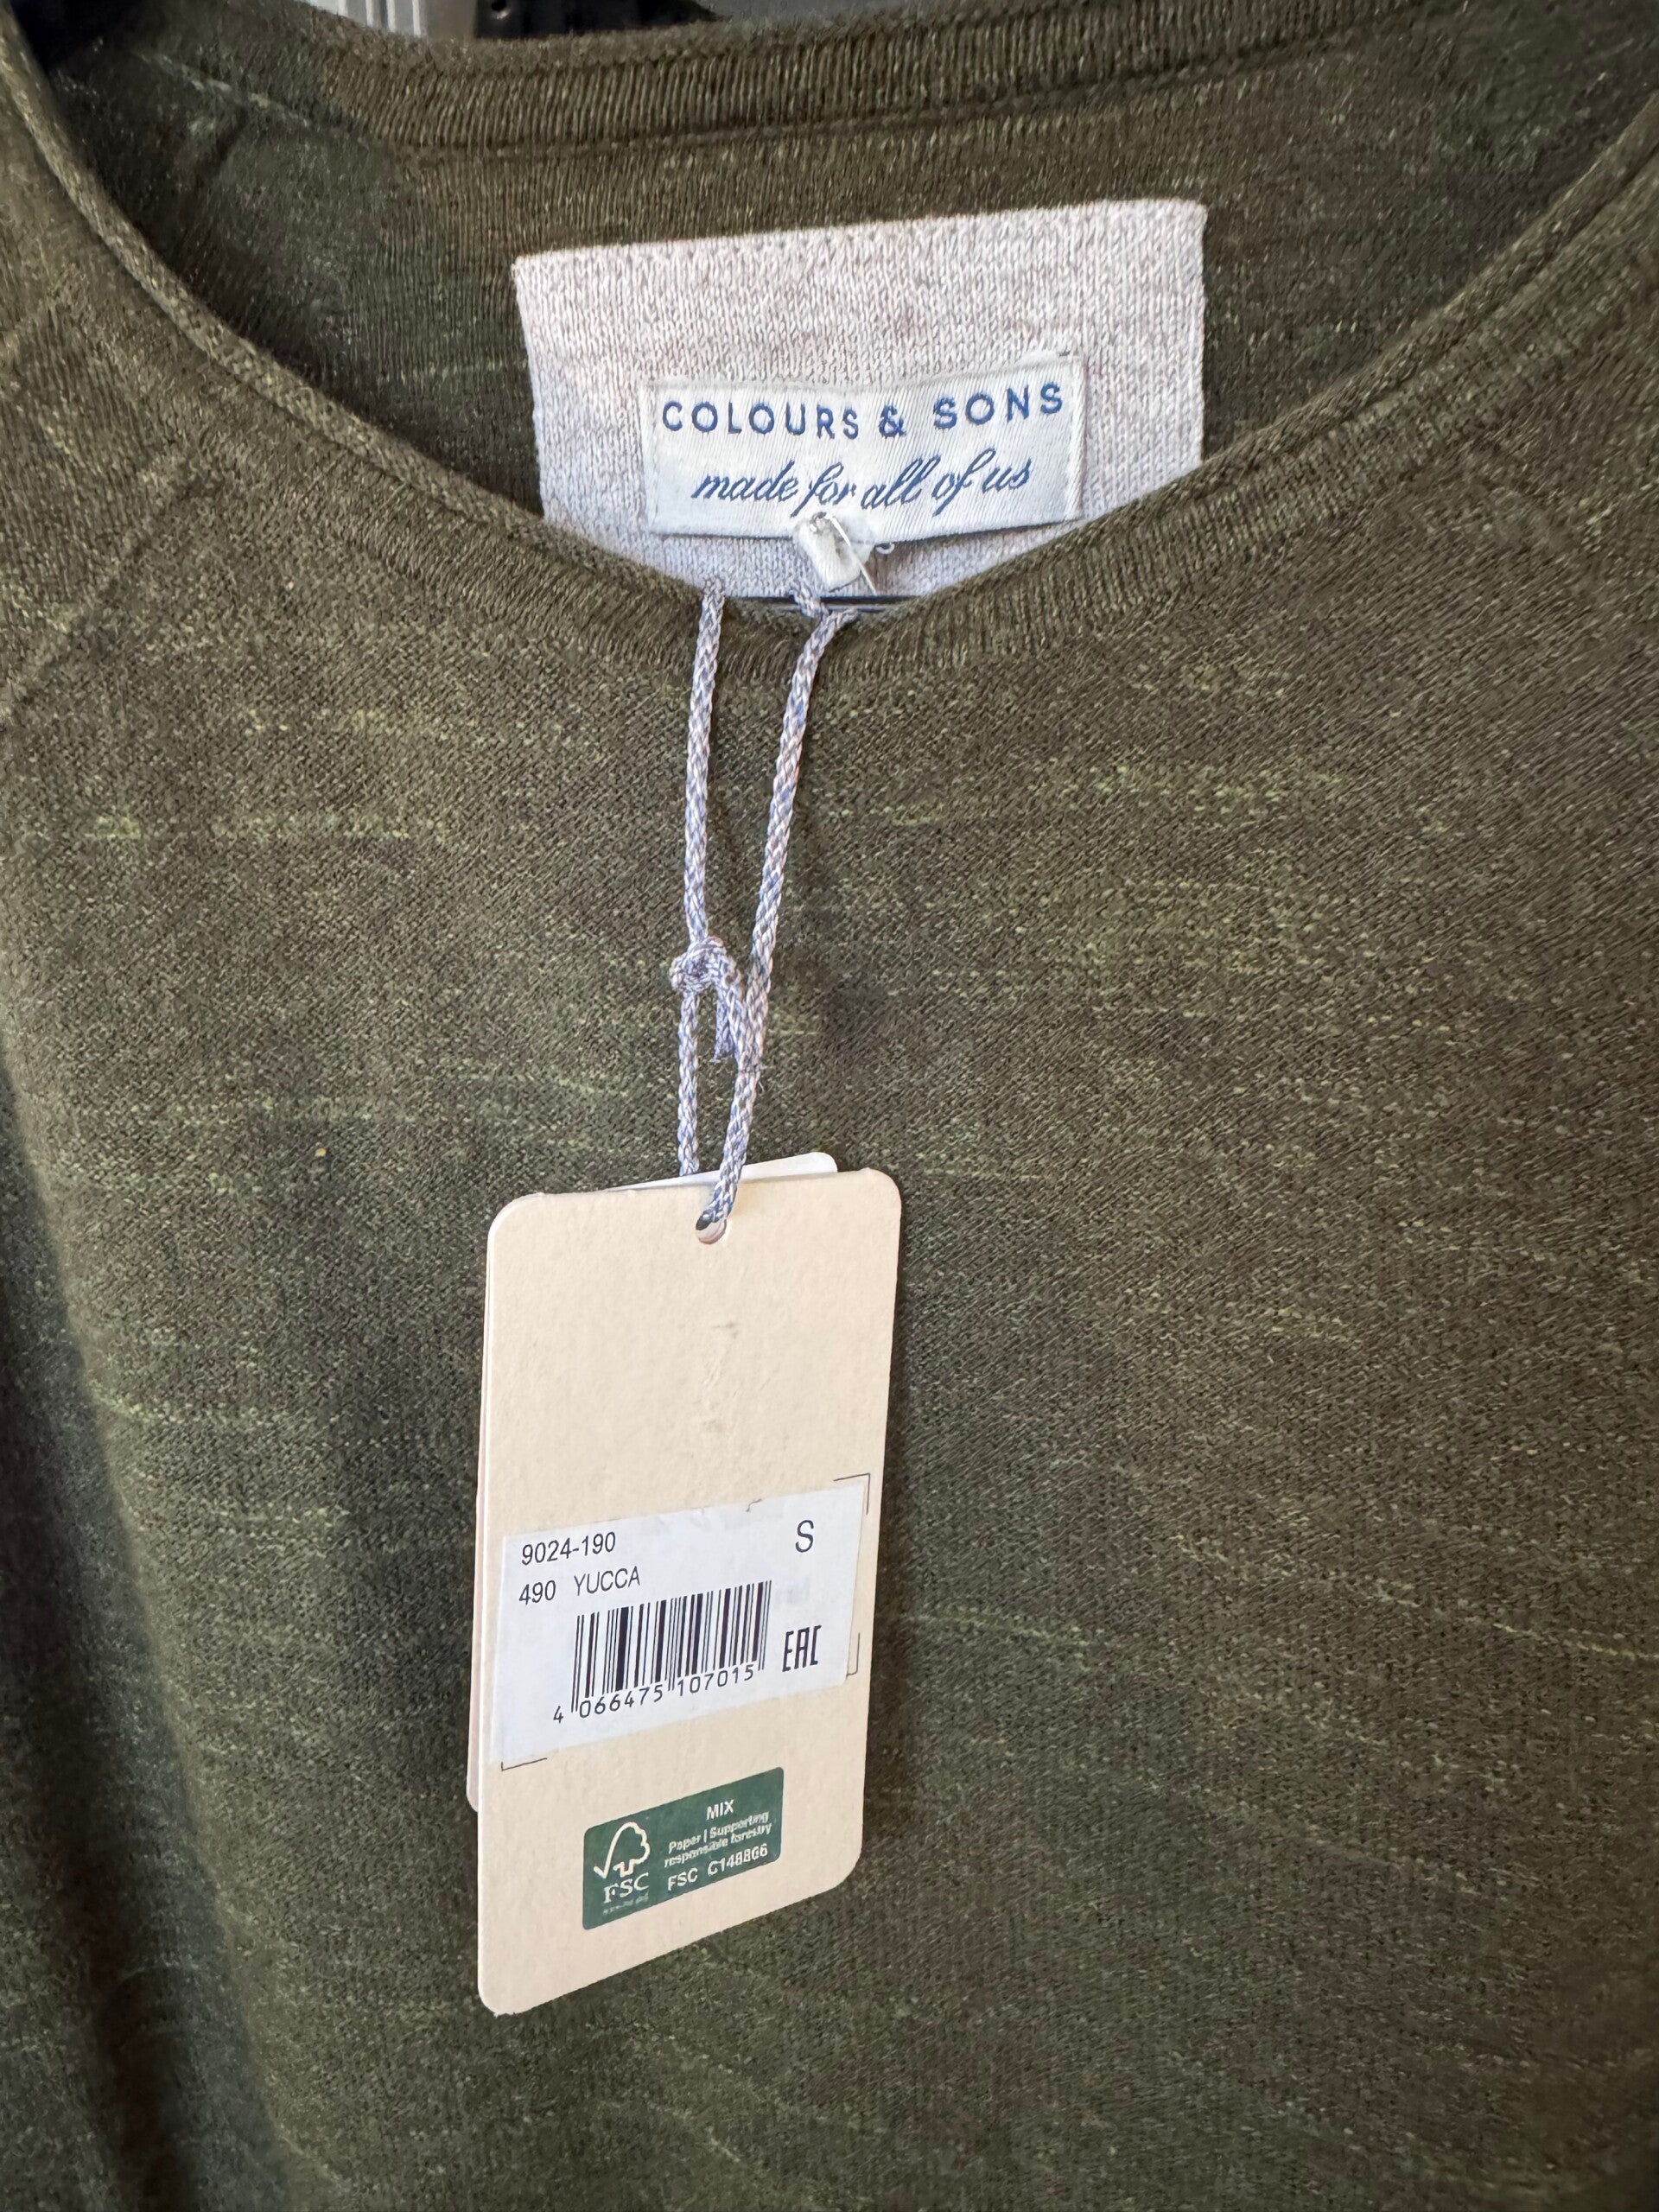 COLOURS & SONS
made for all of us
9024-190 S
490 YUCCA
4 066475 107015 EAC
MIX
Paper | Supporting
responsible forestry
FSC C148866
FSC